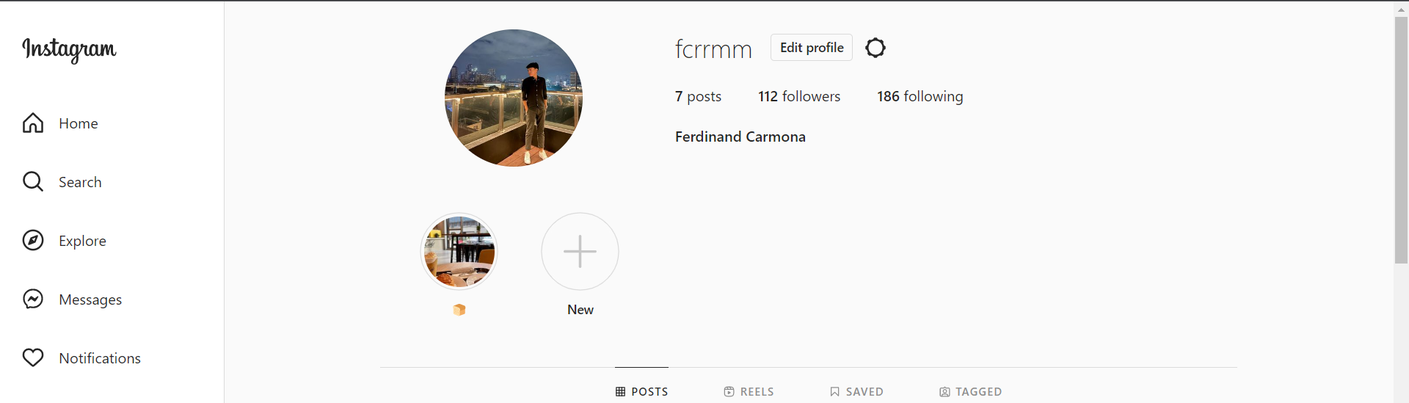 Instagram
Home
Search
Explore
Messages
Notifications
fcrrmm Edit profile
7 posts 112 followers 186 following
Ferdinand Carmona
New
POSTS REELS SAVED TAGGED